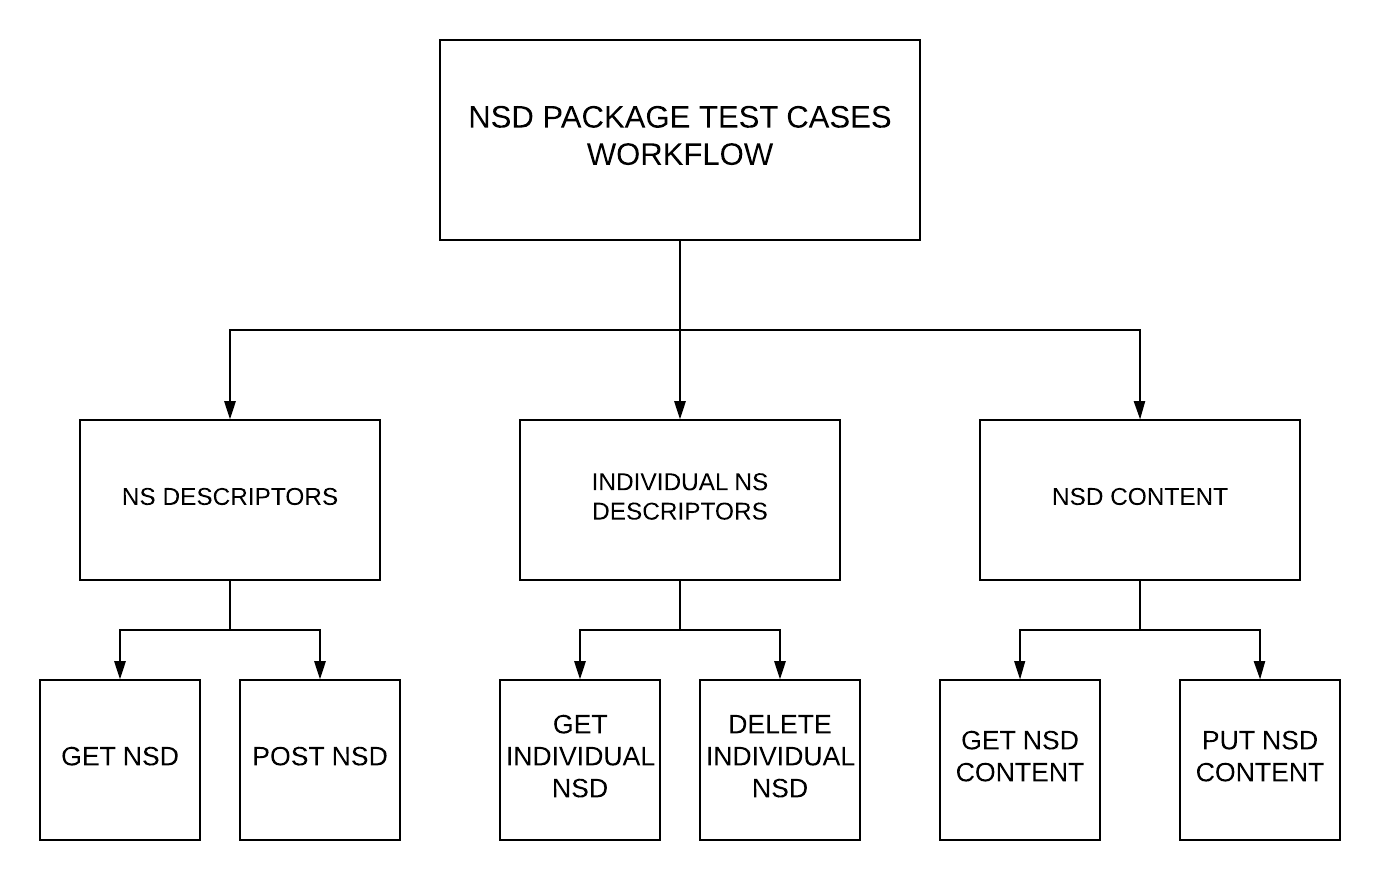 NSD PACKAGE TEST CASES
WORKFLOW
NS DESCRIPTORS
INDIVIDUAL NS
DESCRIPTORS
NSD CONTENT
GET NSD
POST NSD
GET
INDIVIDUAL
NSD
DELETE
INDIVIDUAL
NSD
GET NSD
CONTENT
PUT NSD
CONTENT